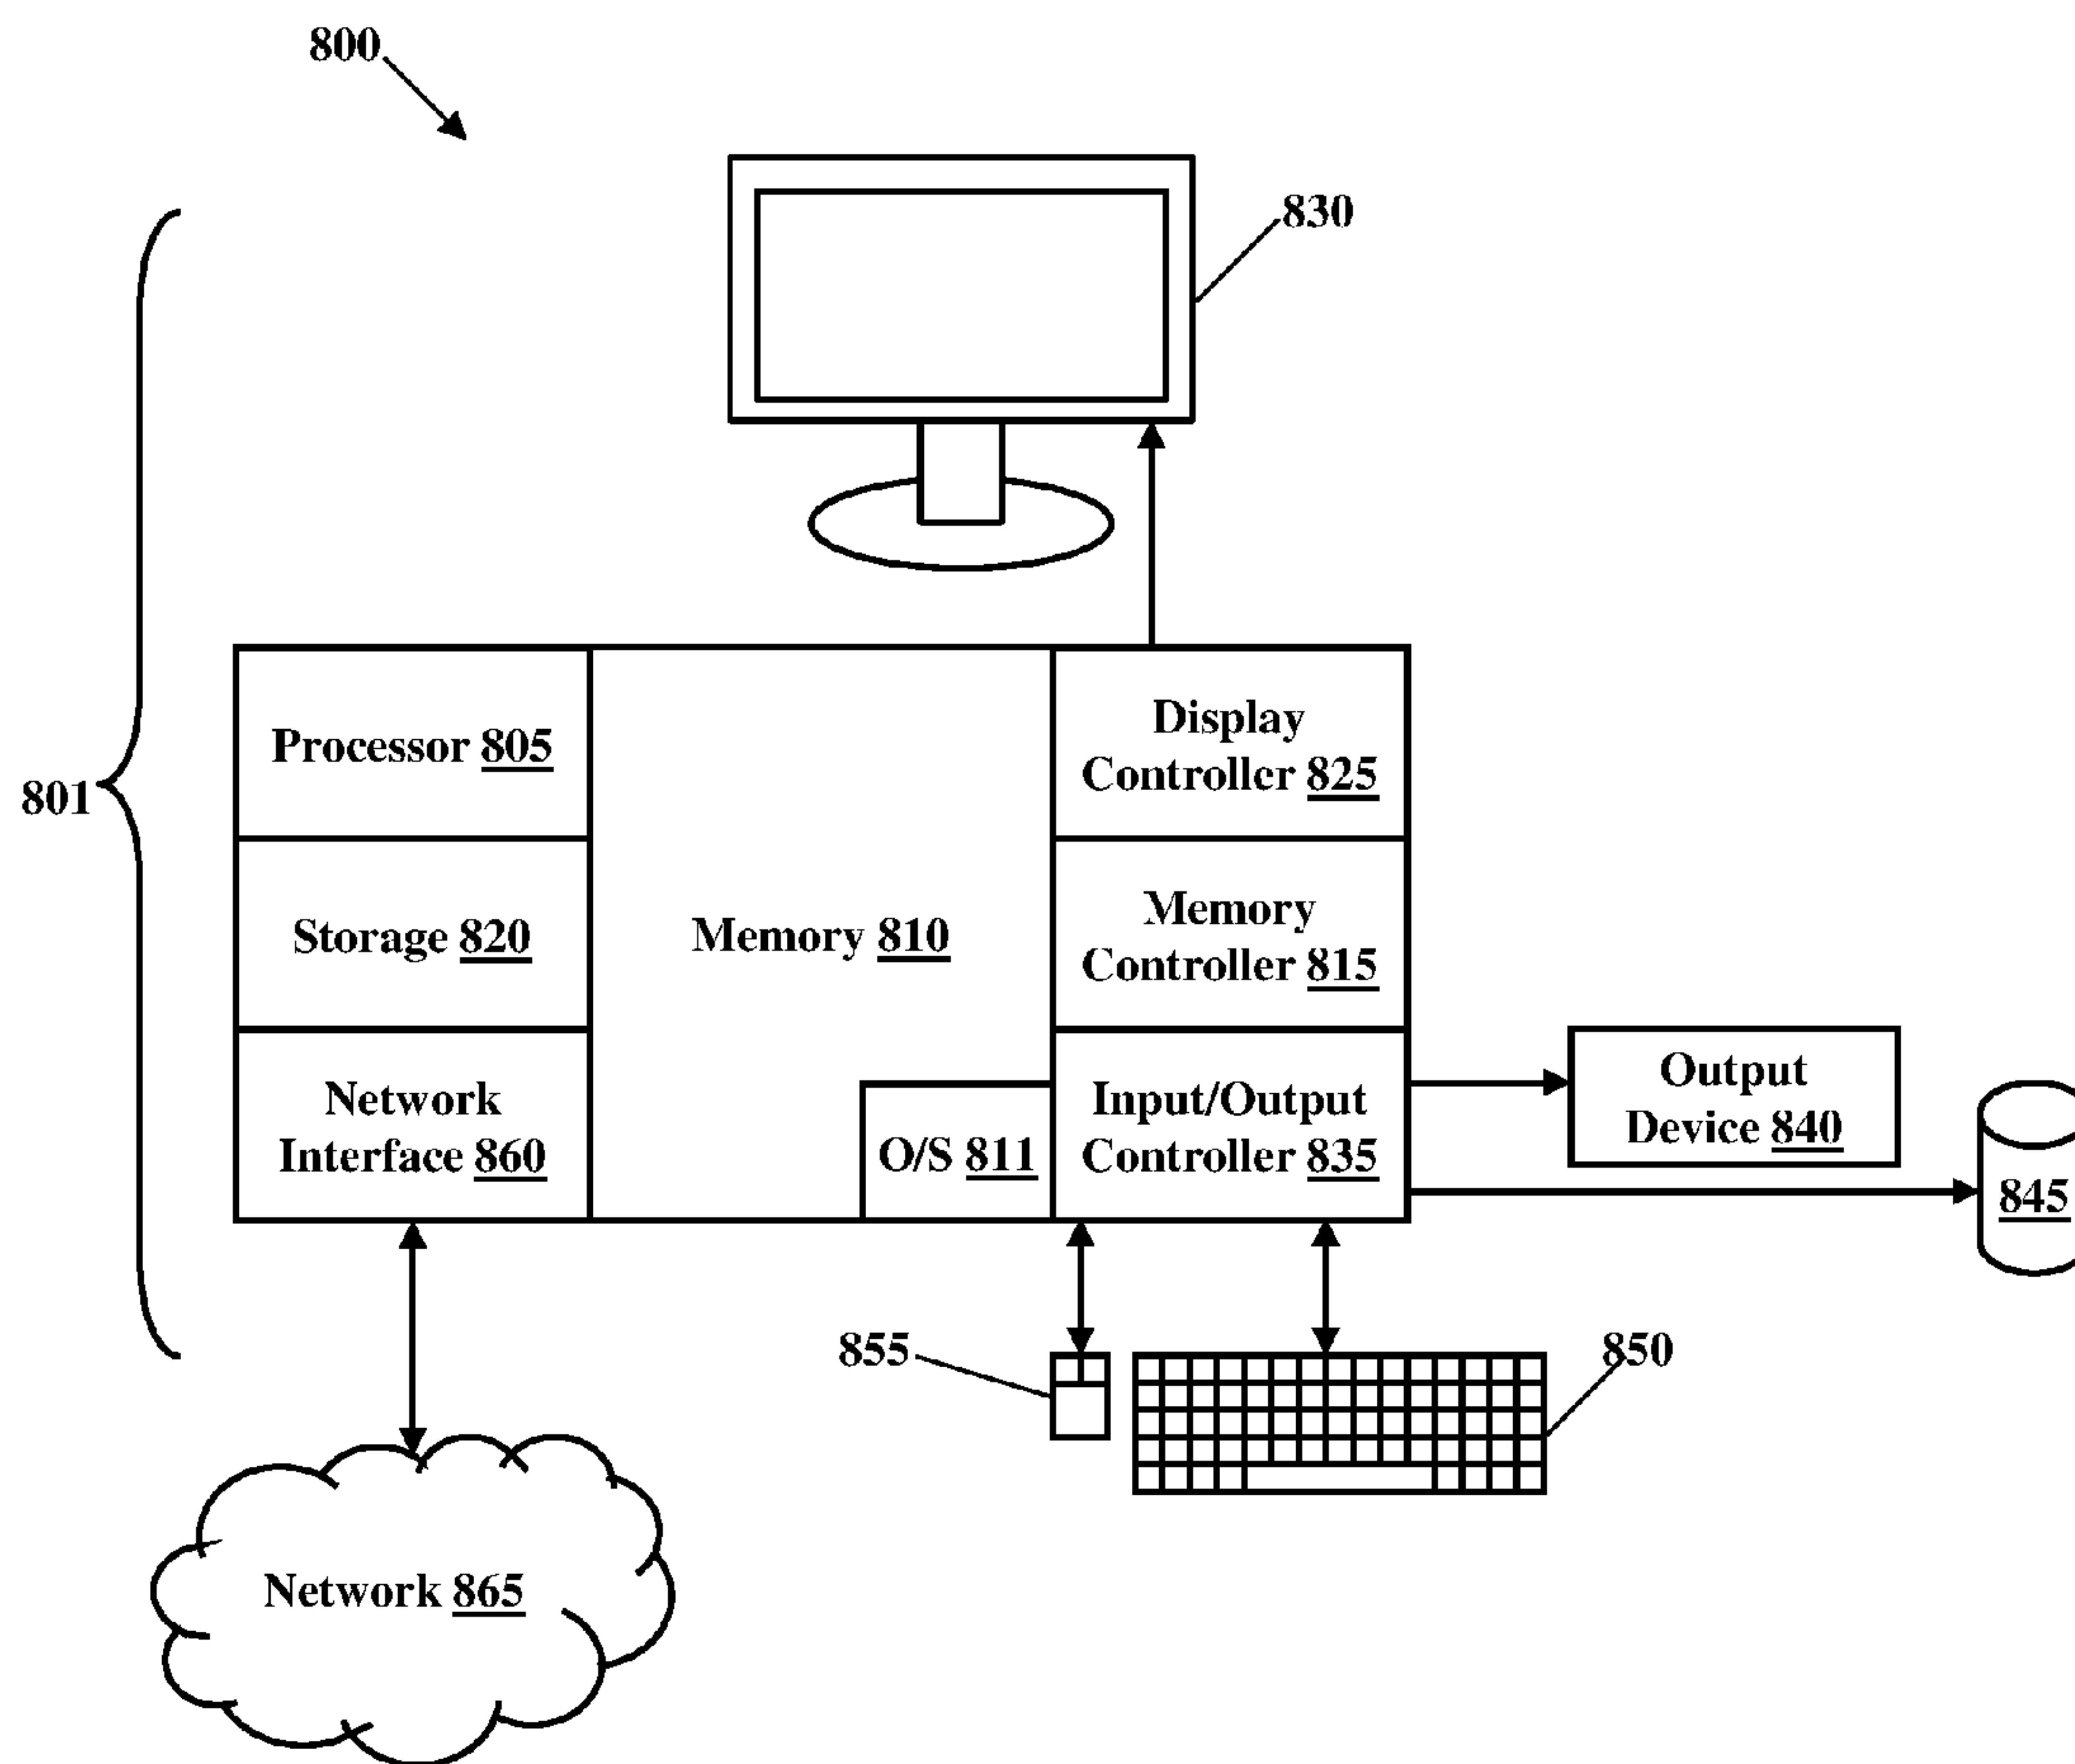 800
830
801
Processor 805
Display
Controller 825
Storage 820
Memory 810
Memory
Controller 815
Network
Interface 860
O/S 811
Input/Output
Controller 835
Output
Device 840
845
855
850
Network 865